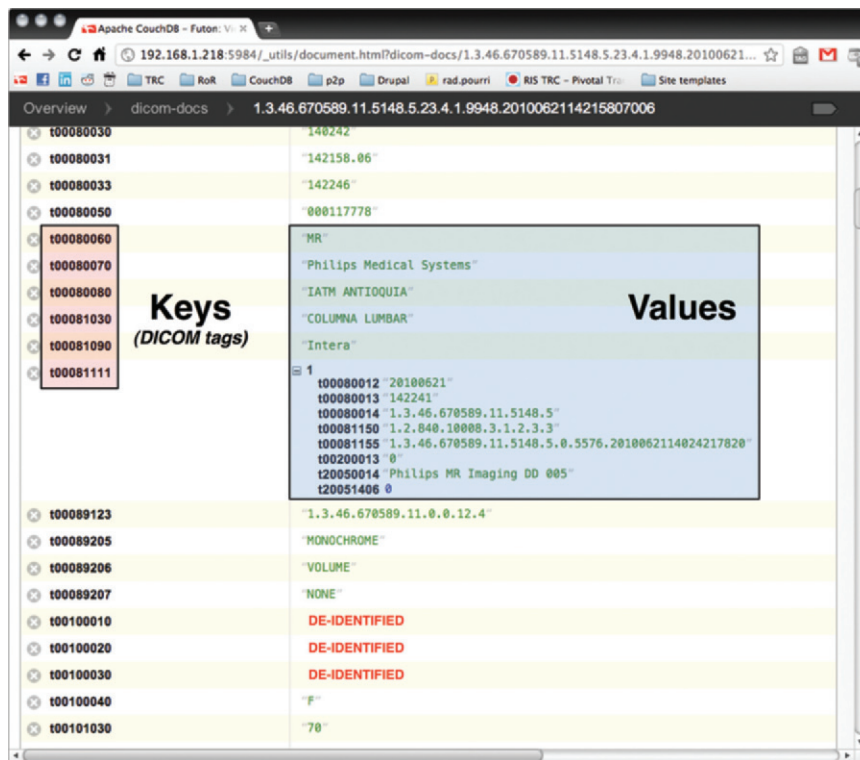 Apache CouchDB – Futon: V
192.168.1.218:5984/_utils/document.html?dicom-docs/1.3.46.670589.11.5148.5.23.4.1.9948.20100621...
TRC RoR CouchDB p2p Drupal rad.pourri RIS TRC – Pivotal Tra Site templates
Overview dicom-docs 1.3.46.670589.11.5148.5.23.4.1.9948.2010062114215807006
t00080030 "140242"
t00080031 "142158.06"
t00080033 "142246"
t00080050 "000117778"
t00080060 "MR"
t00080070 "Philips Medical Systems"
t00080080 "IATM ANTIOQUIA"
t00081030 "COLUMNA LUMBAR"
t00081090 "Intera"
Keys
(DICOM tags)
Values
t00081111 1
t00080012 "20100621"
t00080013 "142241"
t00080014 "1.3.46.670589.11.5148.5"
t00081150 "1.2.840.10008.3.1.2.3.3"
t00081155 "1.3.46.670589.11.5148.5.0.5576.2010062114024217820"
t00200013 "0"
t20050014 "Philips MR Imaging DD 005"
t20051406 0
t00089123 "1.3.46.670589.11.0.0.12.4"
t00089205 "MONOCHROME"
t00089206 "VOLUME"
t00089207 "NONE"
t00100010 DE-IDENTIFIED
t00100020 DE-IDENTIFIED
t00100030 DE-IDENTIFIED
t00100040 "F"
t00101030 "70"